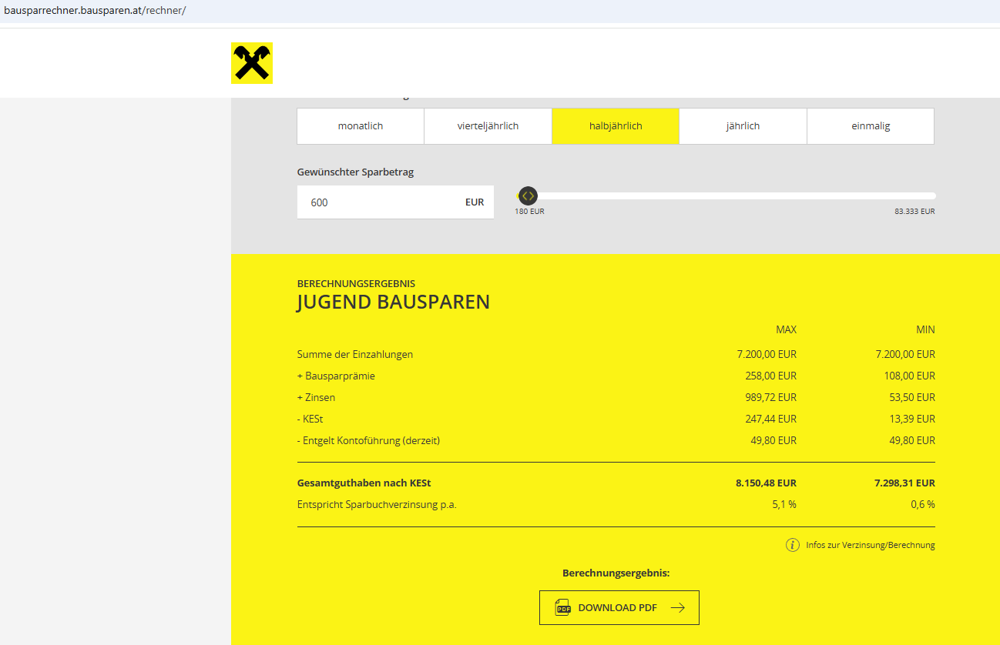 bausparrechner.bausparen.at/rechner/
monatlich vierteljährlich halbjährlich jährlich einmalig
Gewünschter Sparbetrag
600 EUR
180 EUR 83.333 EUR
BERECHNUNGSERGEBNIS
JUGEND BAUSPAREN
MAX MIN
Summe der Einzahlungen 7.200,00 EUR 7.200,00 EUR
+ Bausparprämie 258,00 EUR 108,00 EUR
+ Zinsen 989,72 EUR 53,50 EUR
- KESt 247,44 EUR 13,39 EUR
- Entgelt Kontoführung (derzeit) 49,80 EUR 49,80 EUR
Gesamtguthaben nach KESt 8.150,48 EUR 7.298,31 EUR
Entspricht Sparbuchverzinsung p.a. 5,1 % 0,6 %
i Infos zur Verzinsung/Berechnung
Berechnungsergebnis:
PDF DOWNLOAD PDF